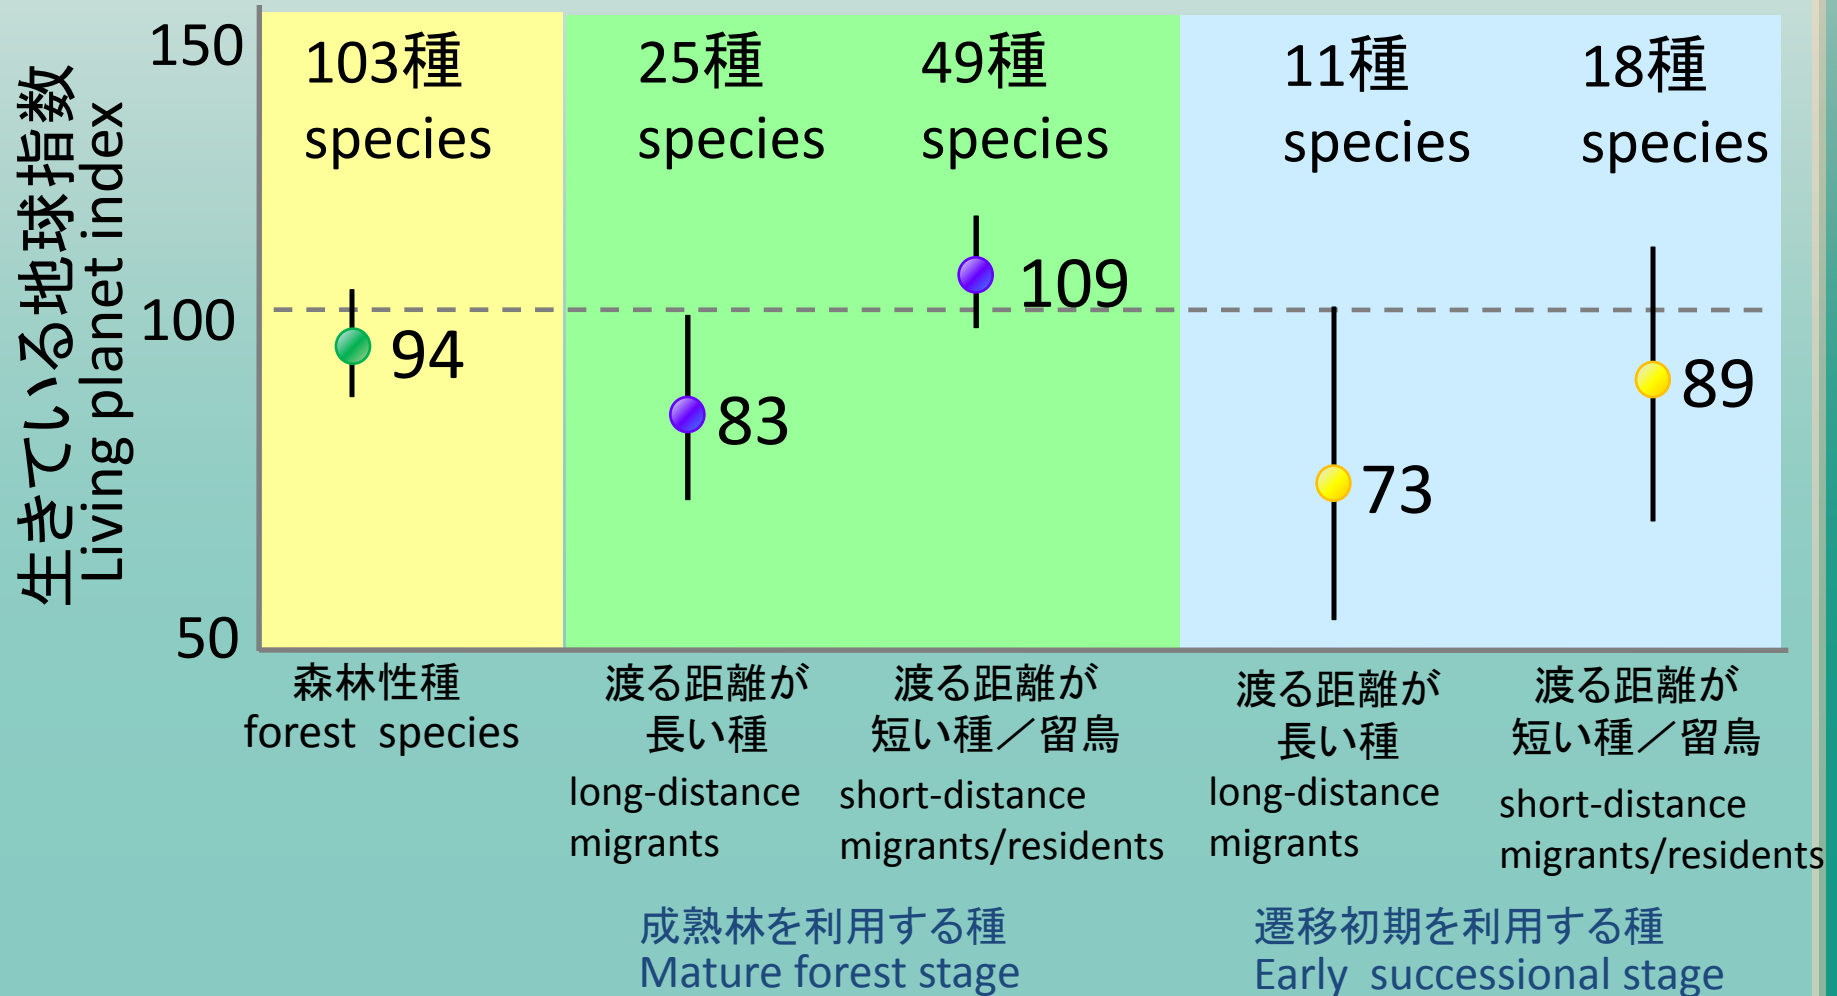 生きている地球指数
Living planet index
150
100
50
103種
species
25種
species
49種
species
11種
species
18種
species
94
83
109
73
89
森林性種
forest species
渡る距離が
長い種
long-distance
migrants
渡る距離が
短い種／留鳥
short-distance
migrants/residents
渡る距離が
長い種
long-distance
migrants
渡る距離が
短い種／留鳥
short-distance
migrants/residents
成熟林を利用する種
Mature forest stage
遷移初期を利用する種
Early successional stage